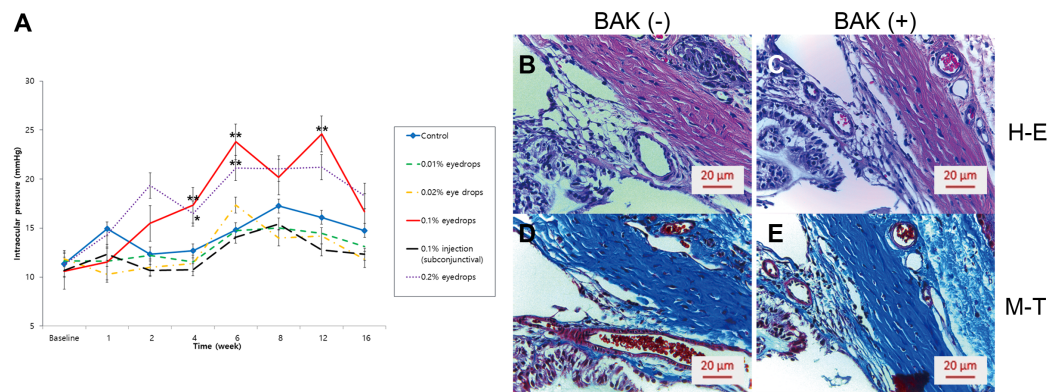 A
BAK (-)
BAK (+)
30
25
20
15
10
5
Intraocular pressure (mmHg)
**
**
**
*
**
Baseline
1
2
4
6
8
12
16
Time (week)
Control
0.01% eyedrops
0.02% eye drops
0.1% eyedrops
0.1% injection
(subconjunctival)
0.2% eyedrops
B
20 μm
C
20 μm
H-E
D
20 μm
E
20 μm
M-T